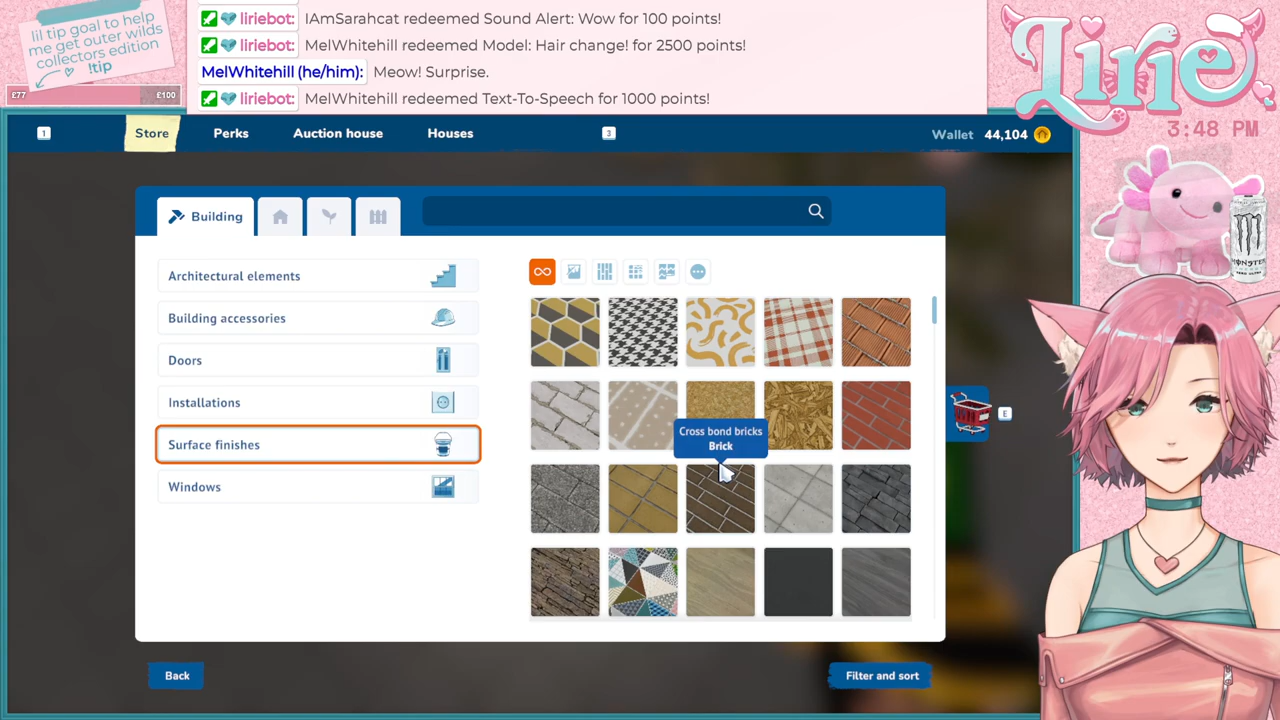 lil tip goal to help
me get outer wilds
collectors edition
!tip
£77
£100
liriebot: IAmSarahcat redeemed Sound Alert: Wow for 100 points!
liriebot: MelWhitehill redeemed Model: Hair change! for 2500 points!
MelWhitehill (he/him): Meow! Surprise.
liriebot: MelWhitehill redeemed Text-To-Speech for 1000 points!
Lirie
3:48 PM
1
Store
Perks
Auction house
Houses
3
Wallet 44,104
Building
Architectural elements
Building accessories
Doors
Installations
Surface finishes
Windows
Cross bond bricks
Brick
E
MONSTER
Back
Filter and sort